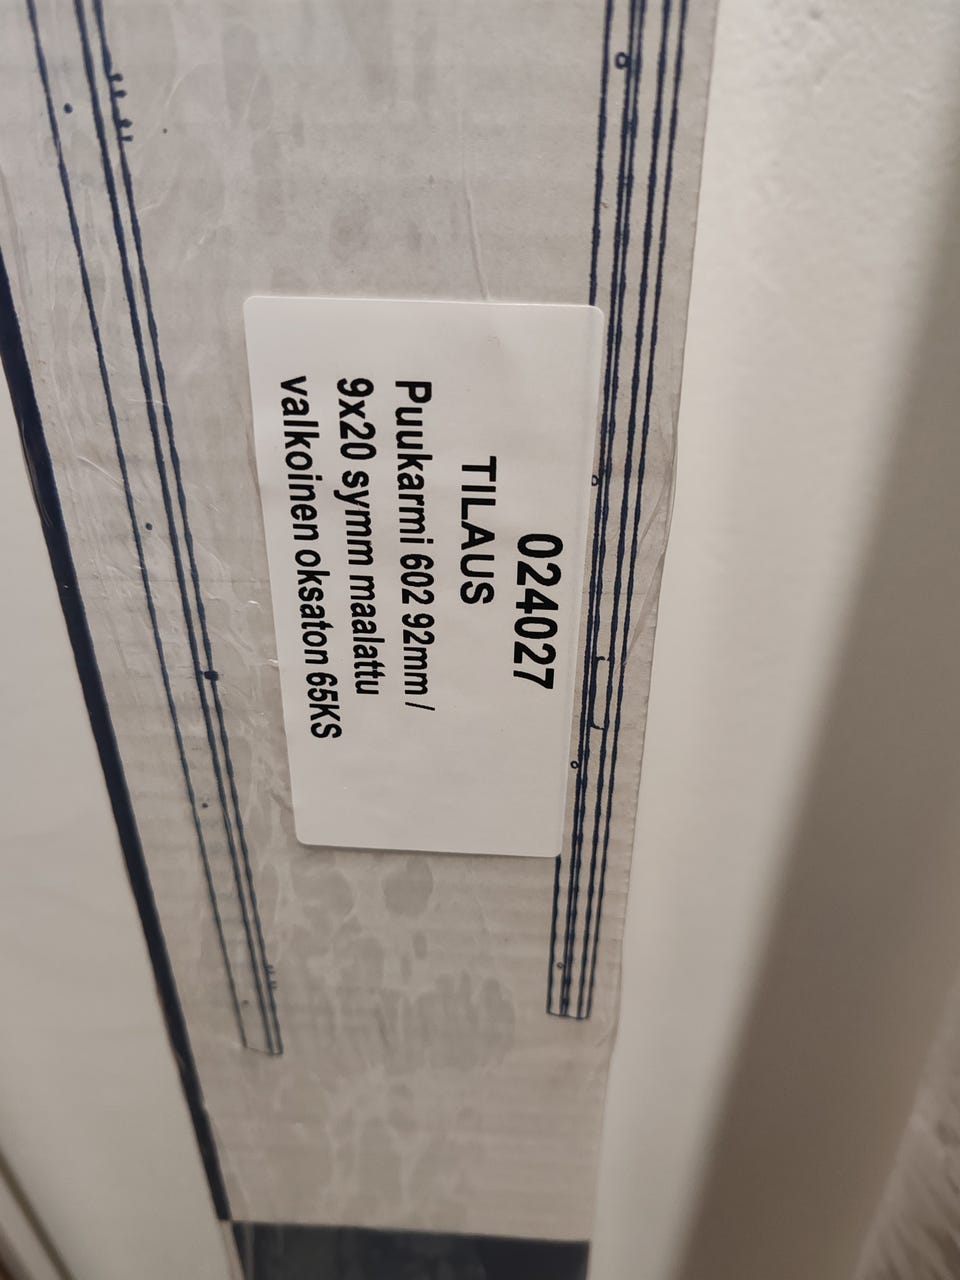 024027
TILAUS
Puukarmi 602 92mm /
9x20 symm maalattu
valkoinen oksaton 65KS